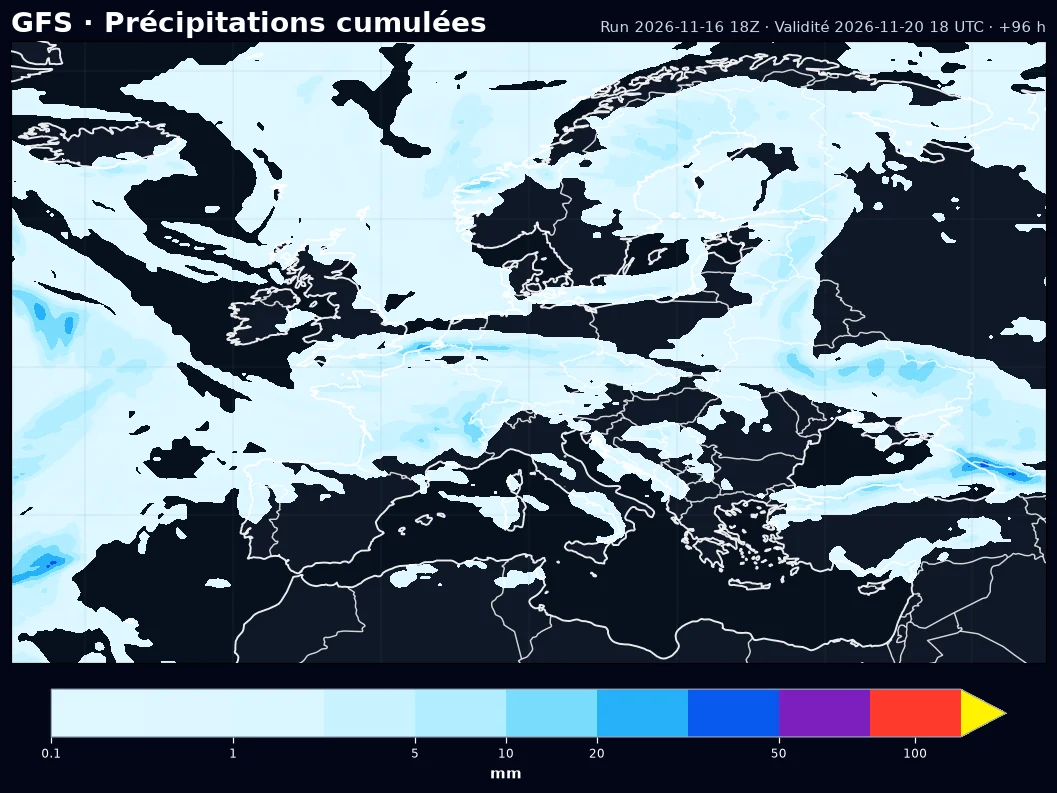 GFS · Précipitations cumulées
Run 2026-11-16 18Z · Validité 2026-11-20 18 UTC · +96 h
0.1 1 5 10 20 50 100
mm